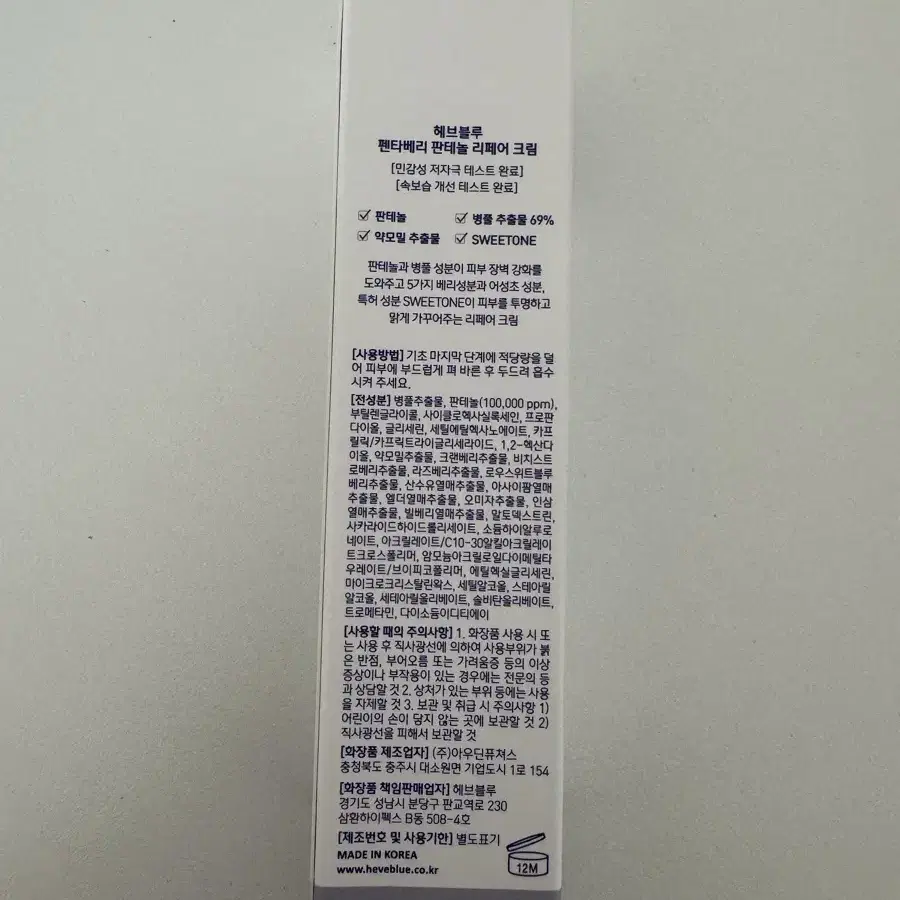 헤브블루
펜타베리 판테놀 리페어 크림
[민감성 저자극 테스트 완료]
[속보습 개선 테스트 완료]
판테놀 병풀 추출물 69%
약모밀 추출물 SWEETONE
판테놀과 병풀 성분이 피부 장벽 강화를
도와주고 5가지 베리성분과 어성초 성분,
특허 성분 SWEETONE이 피부를 투명하고
맑게 가꾸어주는 리페어 크림
[사용방법] 기초 마지막 단계에 적당량을 덜
어 피부에 부드럽게 펴 바른 후 두드려 흡수
시켜 주세요.
[전성분] 병풀추출물, 판테놀(100,000 ppm),
부틸렌글라이콜, 사이클로헥사실록세인, 프로판
다이올, 글리세린, 세틸에틸헥사노에이트, 카프
릴릭/카프릭트라이글리세라이드, 1,2-헥산다
이올, 약모밀추출물, 크랜베리추출물, 비치스트
로베리추출물, 라즈베리추출물, 로우스위트블루
베리추출물, 산수유열매추출물, 아사이팜열매
추출물, 엘더열매추출물, 오미자추출물, 인삼
열매추출물, 빌베리열매추출물, 말토덱스트린,
사카라이드하이드롤리세이트, 소듐하이알루로
네이트, 아크릴레이트/C10-30알킬아크릴레이
트크로스폴리머, 암모늄아크릴로일다이메틸타
우레이트/브이피코폴리머, 에틸헥실글리세린,
마이크로크리스탈린왁스, 세틸알코올, 스테아릴
알코올, 세테아릴올리베이트, 솔비탄올리베이트,
트로메타민, 다이소듐이디티에이
[사용할 때의 주의사항] 1. 화장품 사용 시 또
는 사용 후 직사광선에 의하여 사용부위가 붉
은 반점, 부어오름 또는 가려움증 등의 이상
증상이나 부작용이 있는 경우에는 전문의 등
과 상담할 것 2. 상처가 있는 부위 등에는 사용
을 자제할 것 3. 보관 및 취급 시 주의사항 1)
어린이의 손이 닿지 않는 곳에 보관할 것 2)
직사광선을 피해서 보관할 것
[화장품 제조업자] (주)아우딘퓨쳐스
충청북도 충주시 대소원면 기업도시 1로 154
[화장품 책임판매업자] 헤브블루
경기도 성남시 분당구 판교역로 230
삼환하이펙스 B동 508-4호
[제조번호 및 사용기한] 별도표기
MADE IN KOREA
www.heveblue.co.kr
12M